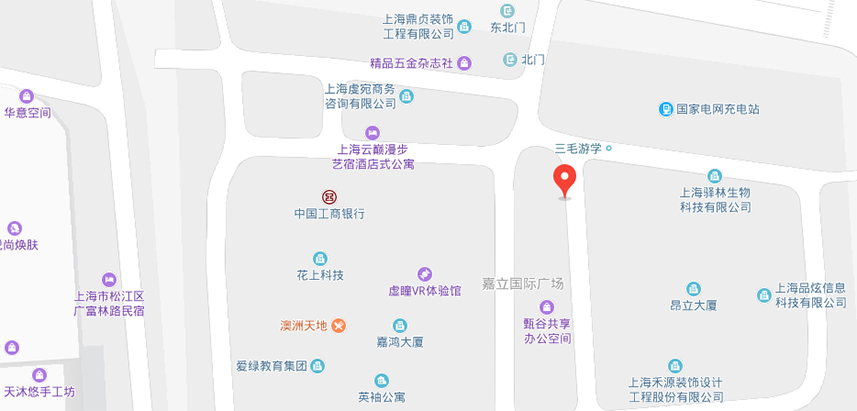 上海鼎贞装饰
工程有限公司
东北门
精品五金杂志社
北门
华意空间
上海虔宛商务
咨询有限公司
国家电网充电站
上海云巅漫步
艺宿酒店式公寓
三毛游学
中国工商银行
上海驿林生物
科技有限公司
尚焕肤
花上科技
虚瞳VR体验馆
嘉立国际广场
上海市松江区
广富林路民宿
昂立大厦
上海品炫信息
科技有限公司
澳洲天地
嘉鸿大厦
甄谷共享
办公空间
爱绿教育集团
天沐悠手工坊
英袖公寓
上海禾源装饰设计
工程股份有限公司